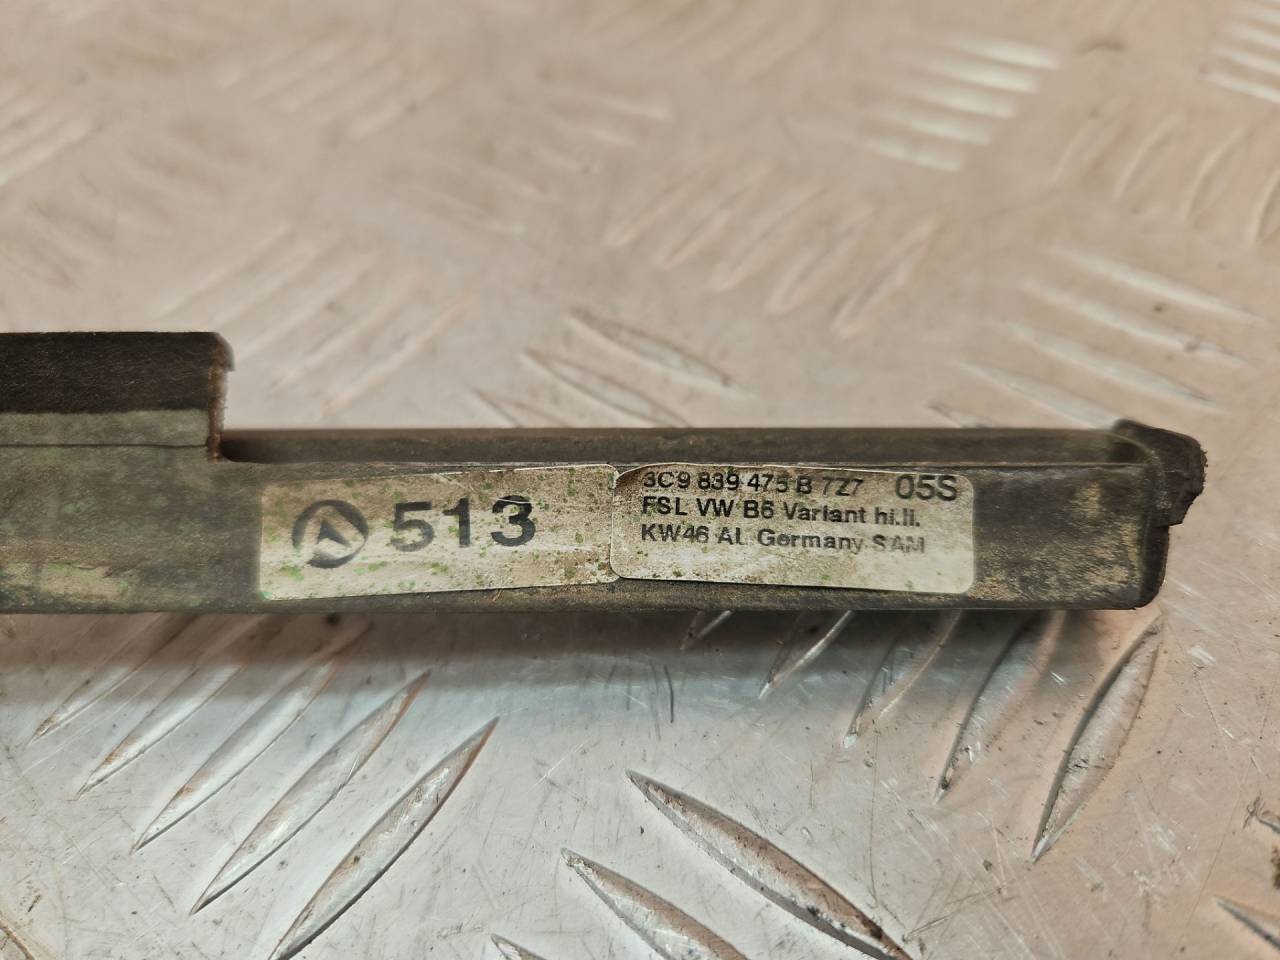 513
3C9 839 475 B 7Z7 05S
FSL VW B6 Variant hi.li.
KW46 AL Germany SAM